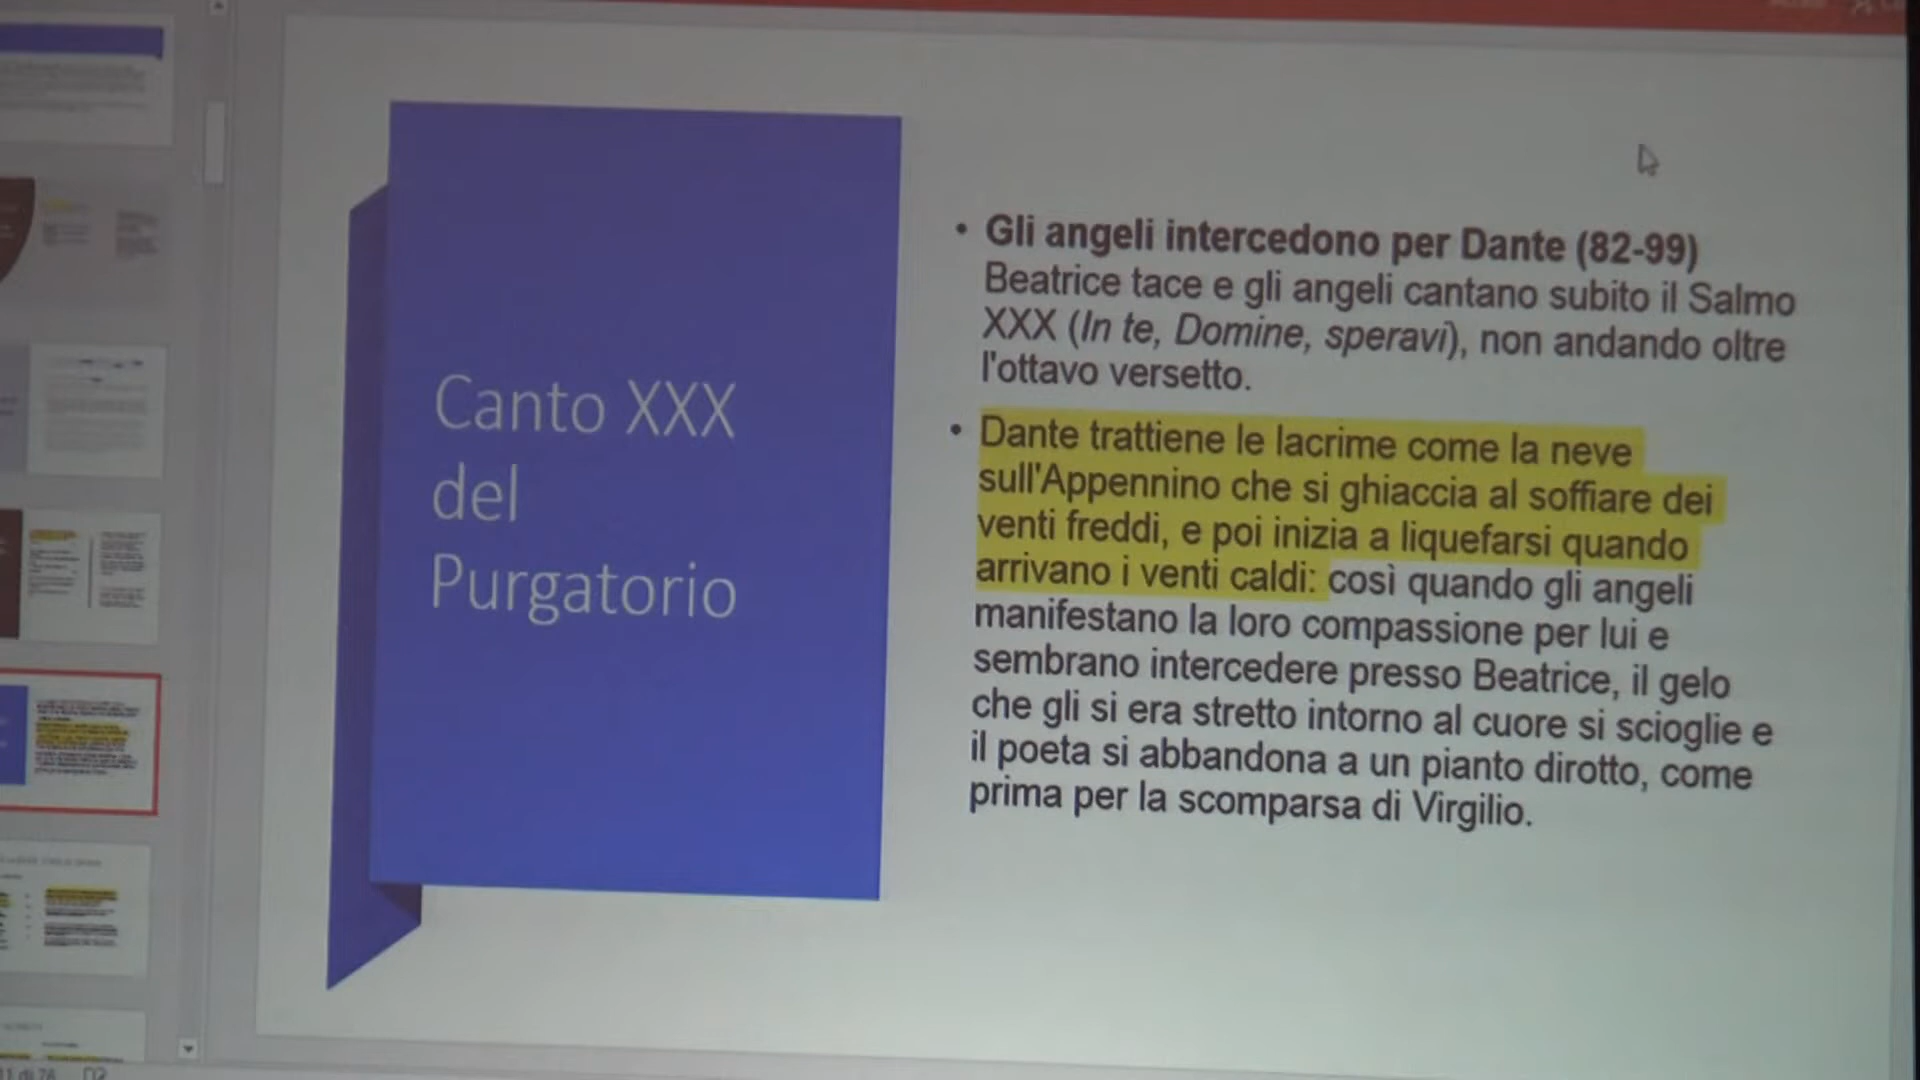 Canto XXX
del
Purgatorio
• Gli angeli intercedono per Dante (82-99)
Beatrice tace e gli angeli cantano subito il Salmo
XXX (In te, Domine, speravi), non andando oltre
l'ottavo versetto.
• Dante trattiene le lacrime come la neve
sull'Appennino che si ghiaccia al soffiare dei
venti freddi, e poi inizia a liquefarsi quando
arrivano i venti caldi: così quando gli angeli
manifestano la loro compassione per lui e
sembrano intercedere presso Beatrice, il gelo
che gli si era stretto intorno al cuore si scioglie e
il poeta si abbandona a un pianto dirotto, come
prima per la scomparsa di Virgilio.